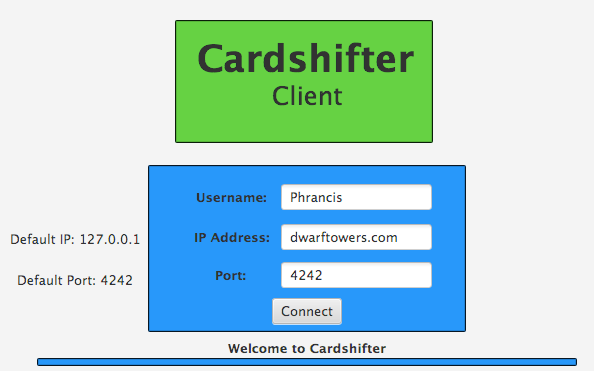 Cardshifter
Client
Username: Phrancis
Default IP: 127.0.0.1 IP Address: dwarftowers.com
Default Port: 4242 Port: 4242
Connect
Welcome to Cardshifter